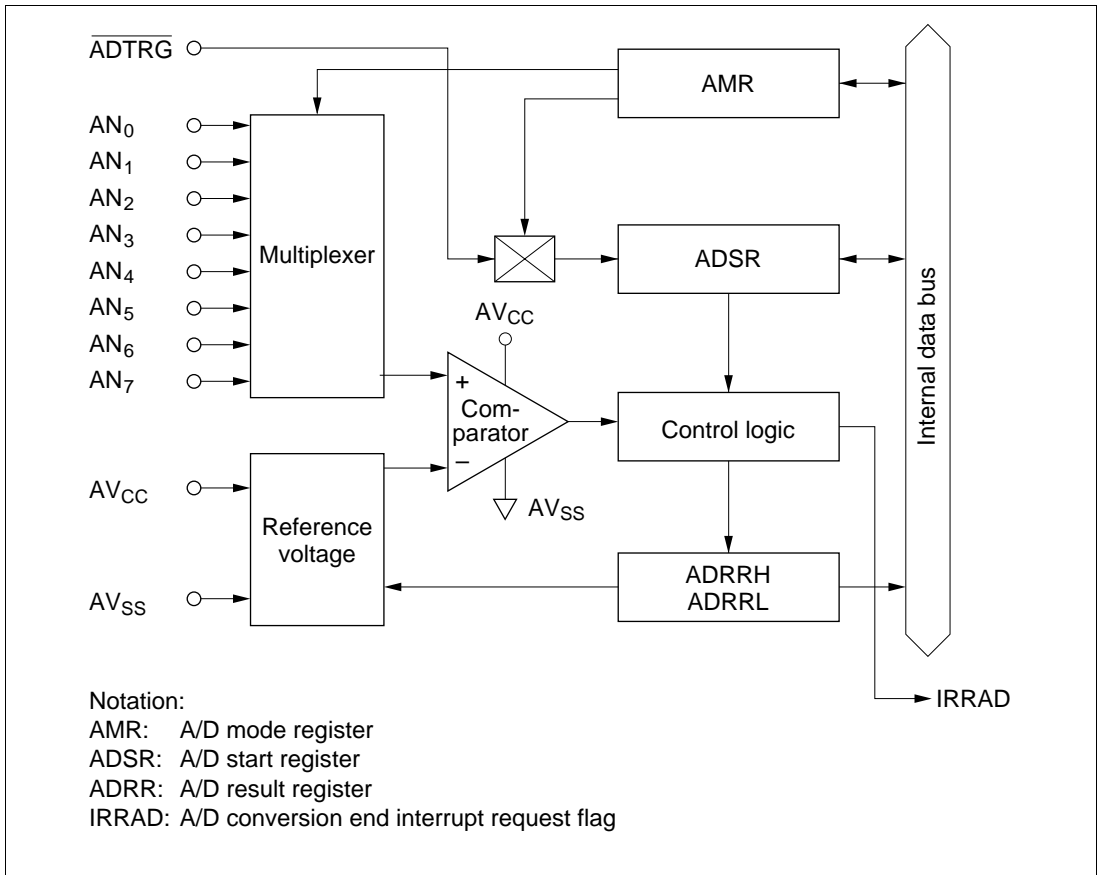 ADTRG
AMR
AN0
AN1
AN2
AN3
AN4
AN5
AN6
AN7
Multiplexer
ADSR
Internal data bus
AVCC
+
Com-
parator
−
AVSS
Control logic
AVCC
AVSS
Reference
voltage
ADRRH
ADRRL
IRRAD
Notation:
AMR: A/D mode register
ADSR: A/D start register
ADRR: A/D result register
IRRAD: A/D conversion end interrupt request flag